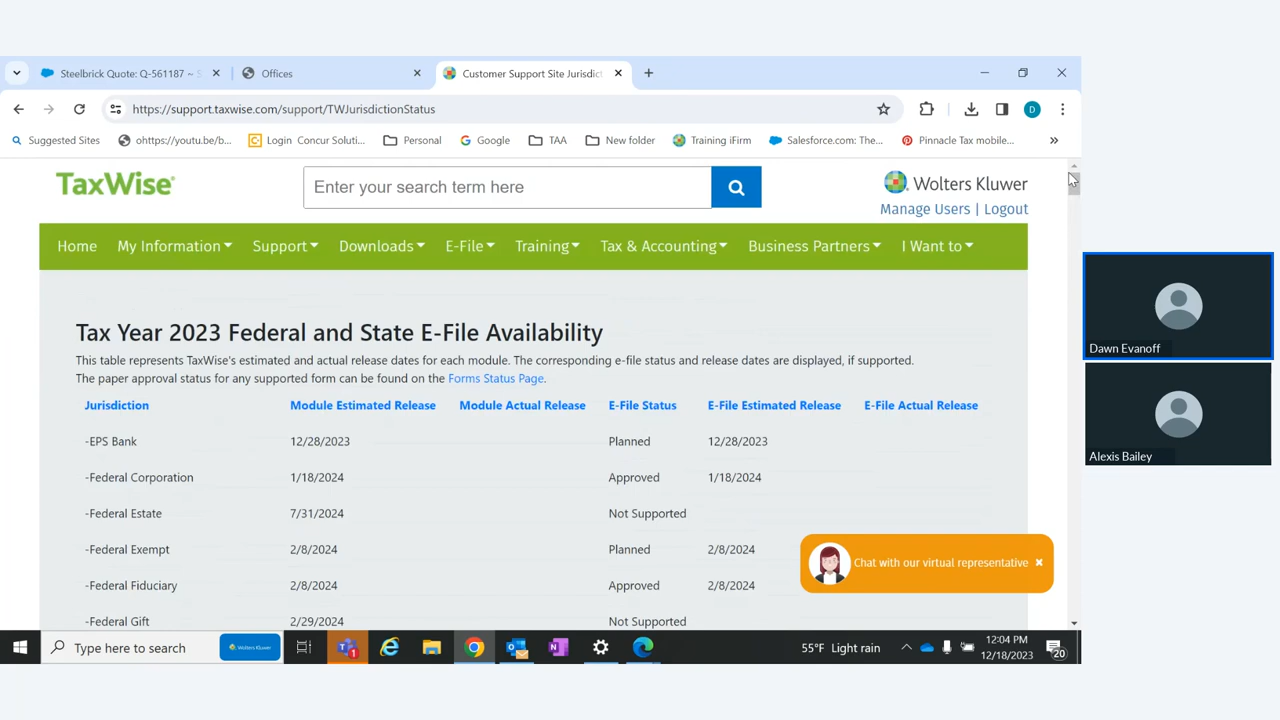 Steelbrick Quote: Q-561187 ~ S
Offices
Customer Support Site Jurisdict
https://support.taxwise.com/support/TWJurisdictionStatus
D
Suggested Sites
ohttps://youtu.be/b...
Login Concur Soluti...
Personal
Google
TAA
New folder
Training iFirm
Salesforce.com: The...
Pinnacle Tax mobile...
TaxWise®
Enter your search term here
Wolters Kluwer
Manage Users | Logout
Home
My Information
Support
Downloads
E-File
Training
Tax & Accounting
Business Partners
I Want to
Tax Year 2023 Federal and State E-File Availability
This table represents TaxWise's estimated and actual release dates for each module. The corresponding e-file status and release dates are displayed, if supported.
The paper approval status for any supported form can be found on the Forms Status Page.
Jurisdiction Module Estimated Release Module Actual Release E-File Status E-File Estimated Release E-File Actual Release
-EPS Bank 12/28/2023 Planned 12/28/2023
-Federal Corporation 1/18/2024 Approved 1/18/2024
-Federal Estate 7/31/2024 Not Supported
-Federal Exempt 2/8/2024 Planned 2/8/2024
-Federal Fiduciary 2/8/2024 Approved 2/8/2024
-Federal Gift 2/29/2024 Not Supported
Chat with our virtual representative
Dawn Evanoff
Alexis Bailey
Type here to search
Wolters Kluwer
1
55°F Light rain
12:04 PM
12/18/2023
20